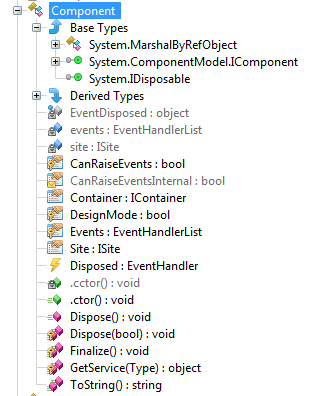 Component
Base Types
System.MarshalByRefObject
System.ComponentModel.IComponent
System.IDisposable
Derived Types
EventDisposed : object
events : EventHandlerList
site : ISite
CanRaiseEvents : bool
CanRaiseEventsInternal : bool
Container : IContainer
DesignMode : bool
Events : EventHandlerList
Site : ISite
Disposed : EventHandler
.cctor() : void
.ctor() : void
Dispose() : void
Dispose(bool) : void
Finalize() : void
GetService(Type) : object
ToString() : string